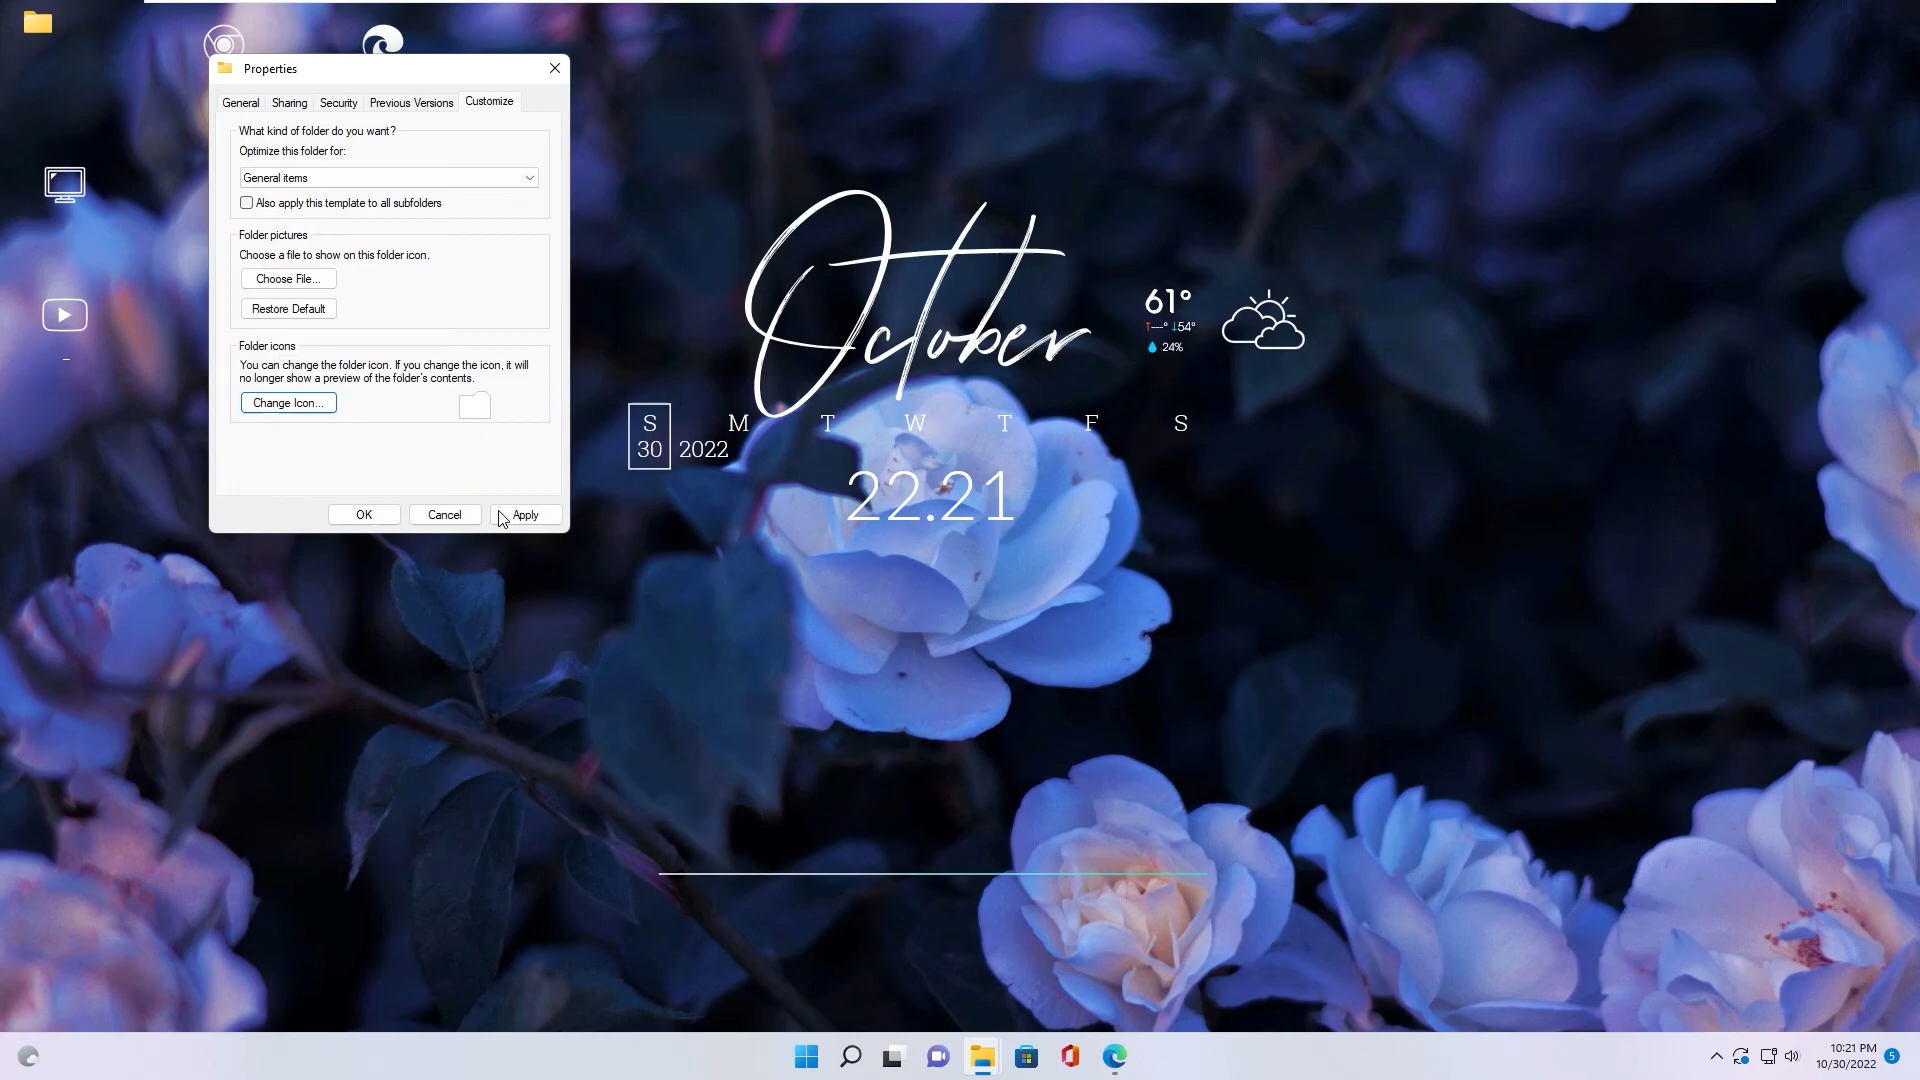 Properties
General Sharing Security Previous Versions Customize
What kind of folder do you want?
Optimize this folder for:
General items
Also apply this template to all subfolders
Folder pictures
Choose a file to show on this folder icon.
Choose File...
Restore Default
Folder icons
You can change the folder icon. If you change the icon, it will
no longer show a preview of the folder's contents.
Change Icon...
OK Cancel Apply
October
61°
↑---° ↓54°
24%
S M T W T F S
30 2022
22.21
10:21 PM
10/30/2022
5